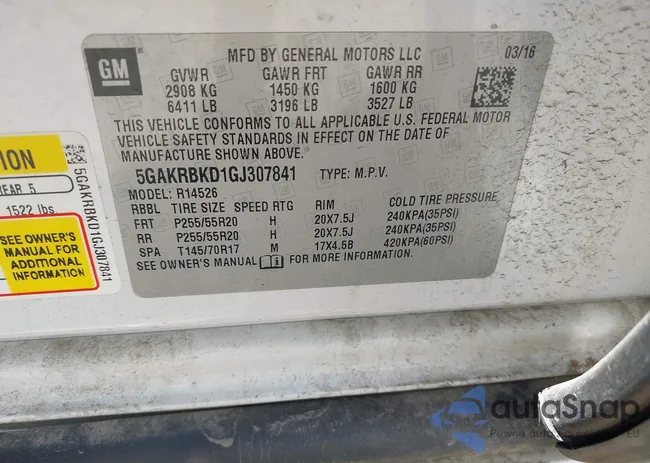 GM
MFD BY GENERAL MOTORS LLC 03/16
GVWR GAWR FRT GAWR RR
2908 KG 1450 KG 1600 KG
6411 LB 3196 LB 3527 LB
THIS VEHICLE CONFORMS TO ALL APPLICABLE U.S. FEDERAL MOTOR
VEHICLE SAFETY STANDARDS IN EFFECT ON THE DATE OF
MANUFACTURE SHOWN ABOVE.
5GAKRBKD1GJ307841 TYPE: M.P.V.
MODEL: R14526
RBBL TIRE SIZE SPEED RTG RIM COLD TIRE PRESSURE
FRT P255/55R20 H 20X7.5J 240KPA(35PSI)
RR P255/55R20 H 20X7.5J 240KPA(35PSI)
SPA T145/70R17 M 17X4.5B 420KPA(60PSI)
SEE OWNER'S MANUAL FOR MORE INFORMATION.
ION
EAR 5
1522 lbs.
SEE OWNER'S
MANUAL FOR
ADDITIONAL
INFORMATION
5GAKRBKD1GJ307841
autaSnap
Pewne auto